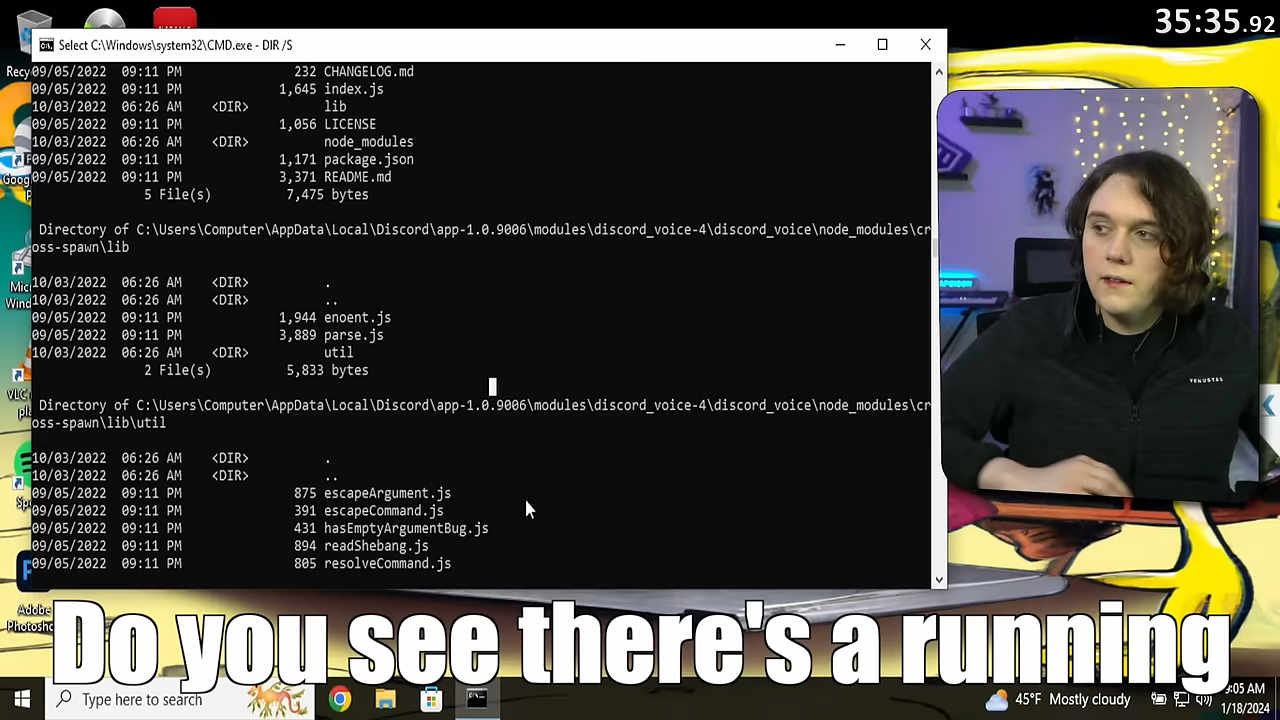 35:35.92
Select C:\Windows\system32\CMD.exe - DIR /S
09/05/2022 09:11 PM 232 CHANGELOG.md
09/05/2022 09:11 PM 1,645 index.js
10/03/2022 06:26 AM <DIR> lib
09/05/2022 09:11 PM 1,056 LICENSE
10/03/2022 06:26 AM <DIR> node_modules
09/05/2022 09:11 PM 1,171 package.json
09/05/2022 09:11 PM 3,371 README.md
5 File(s) 7,475 bytes
Directory of C:\Users\Computer\AppData\Local\Discord\app-1.0.9006\modules\discord_voice-4\discord_voice\node_modules\cr
oss-spawn\lib
10/03/2022 06:26 AM <DIR> .
10/03/2022 06:26 AM <DIR> ..
09/05/2022 09:11 PM 1,944 enoent.js
09/05/2022 09:11 PM 3,889 parse.js
10/03/2022 06:26 AM <DIR> util
2 File(s) 5,833 bytes
Directory of C:\Users\Computer\AppData\Local\Discord\app-1.0.9006\modules\discord_voice-4\discord_voice\node_modules\cr
oss-spawn\lib\util
10/03/2022 06:26 AM <DIR> .
10/03/2022 06:26 AM <DIR> ..
09/05/2022 09:11 PM 875 escapeArgument.js
09/05/2022 09:11 PM 391 escapeCommand.js
09/05/2022 09:11 PM 431 hasEmptyArgumentBug.js
09/05/2022 09:11 PM 894 readShebang.js
09/05/2022 09:11 PM 805 resolveCommand.js
VENUSTAS
Adobe
Photosh
Do you see there's a running
Type here to search
45°F Mostly cloudy
:05 AM
1/18/2024